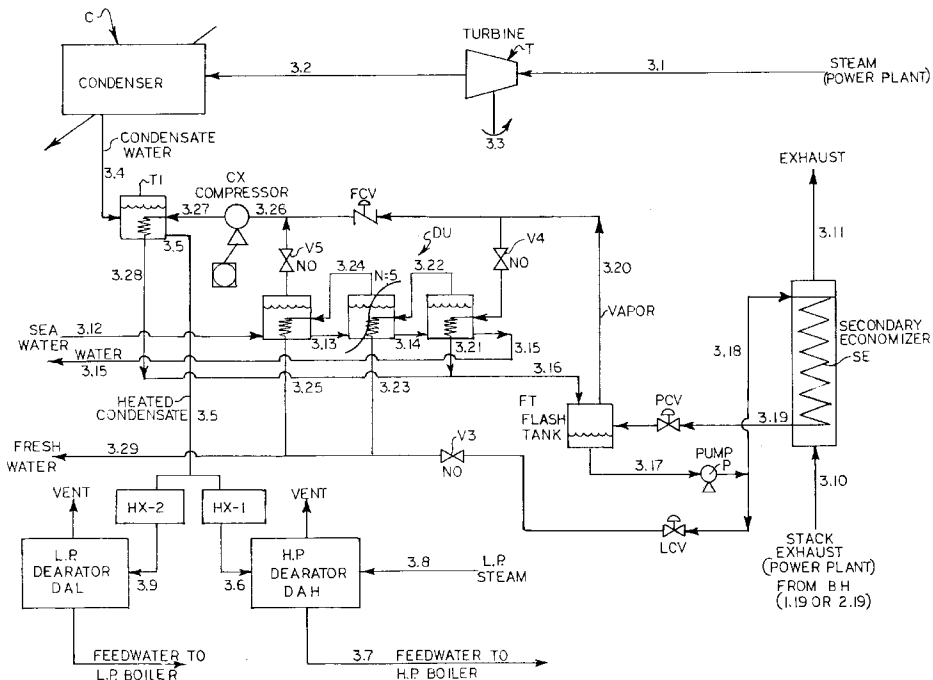 C
CONDENSER
3.2
TURBINE
T
3.3
3.1
STEAM
(POWER PLANT)
CONDENSATE
WATER
3.4
T1
3.27
CX
COMPRESSOR
3.26
FCV
3.5
3.28
V5
NO
DU
V4
NO
3.24
N=5
3.22
3.20
VAPOR
EXHAUST
3.11
3.12
SEA
WATER
3.13
3.14
3.21
3.15
WATER
3.15
3.25
3.23
3.16
3.18
SECONDARY
ECONOMIZER
SE
HEATED
CONDENSATE
3.5
FT
FLASH
TANK
PCV
3.19
3.29
FRESH
WATER
V3
NO
3.17
PUMP
P
3.10
VENT
HX-2
HX-1
VENT
LCV
STACK
EXHAUST
(POWER PLANT)
FROM BH
(1.19 OR 2.19)
L.P.
DEARATOR
DAL
3.9
3.6
H.P.
DEARATOR
DAH
3.8
L.P.
STEAM
FEEDWATER TO
L.P. BOILER
3.7
FEEDWATER TO
H.P. BOILER